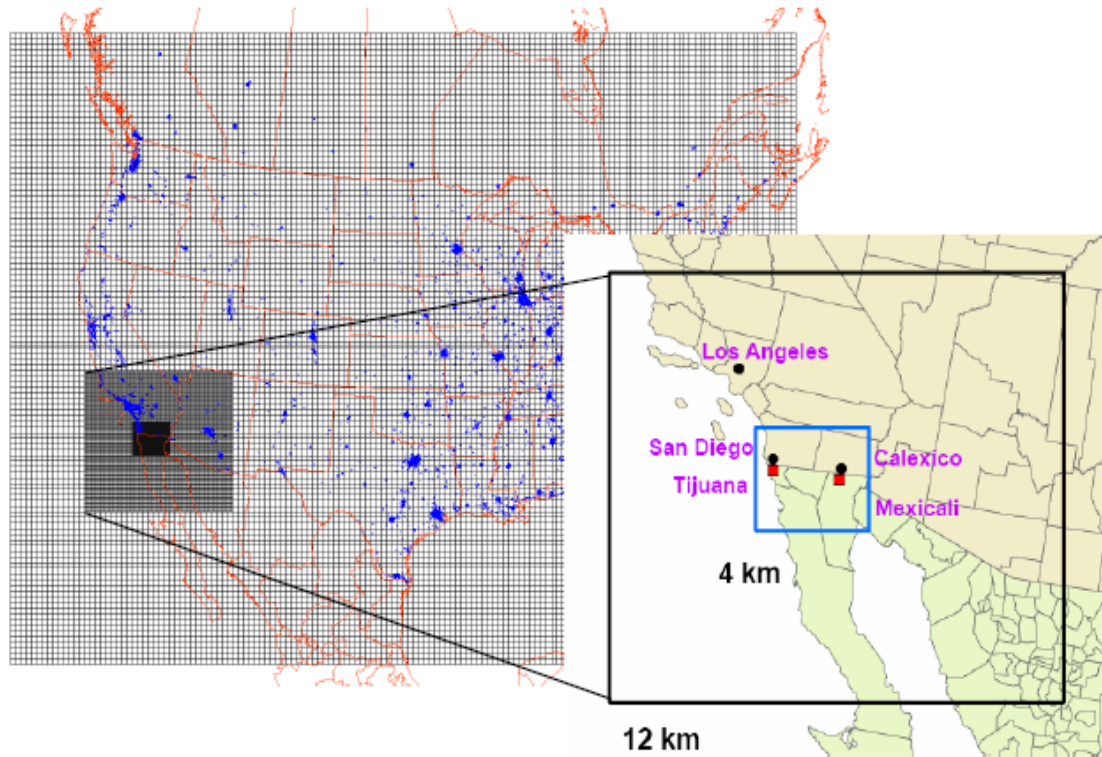 Los Angeles
San Diego
Calexico
Tijuana
Mexicali
4 km
12 km